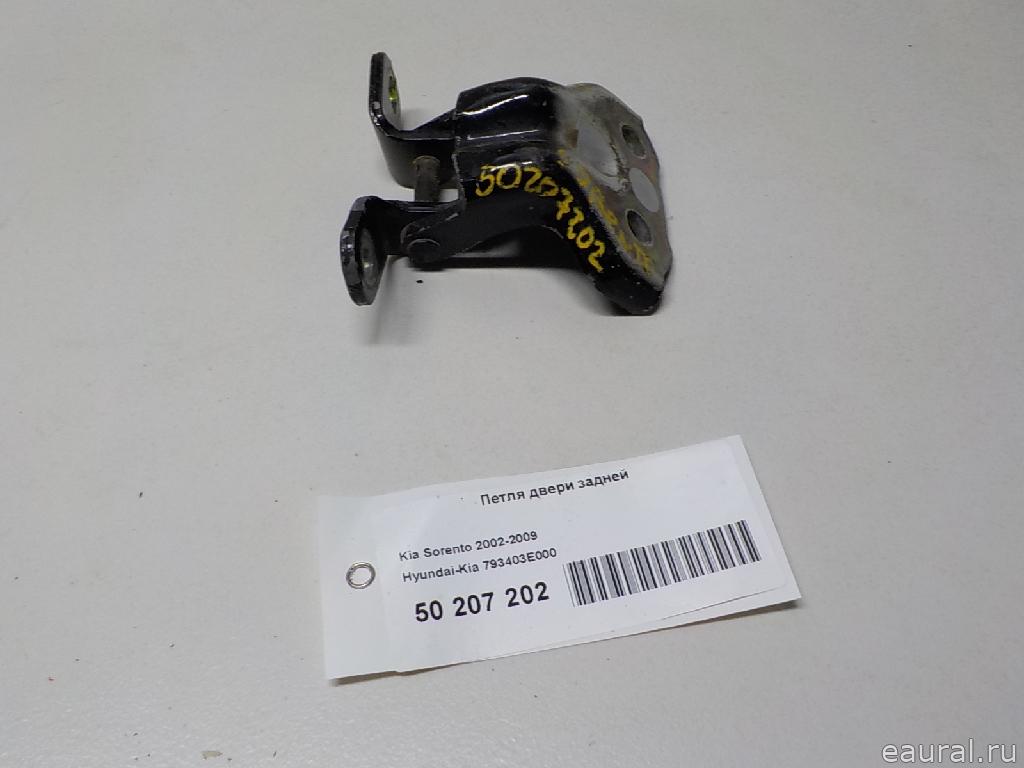 50207202
Петля двери задней
Kia Sorento 2002-2009
Hyundai-Kia 793403E000
50 207 202
eaural.ru